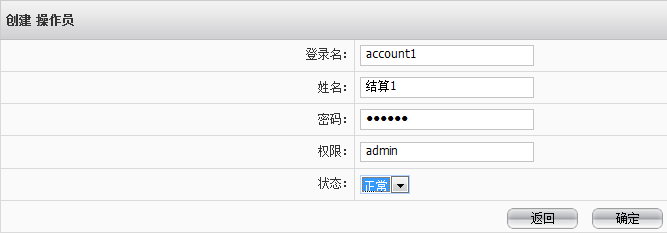 创建 操作员
登录名： account1
姓名： 结算1
密码： ●●●●●●
权限： admin
状态： 正常
返回 确定